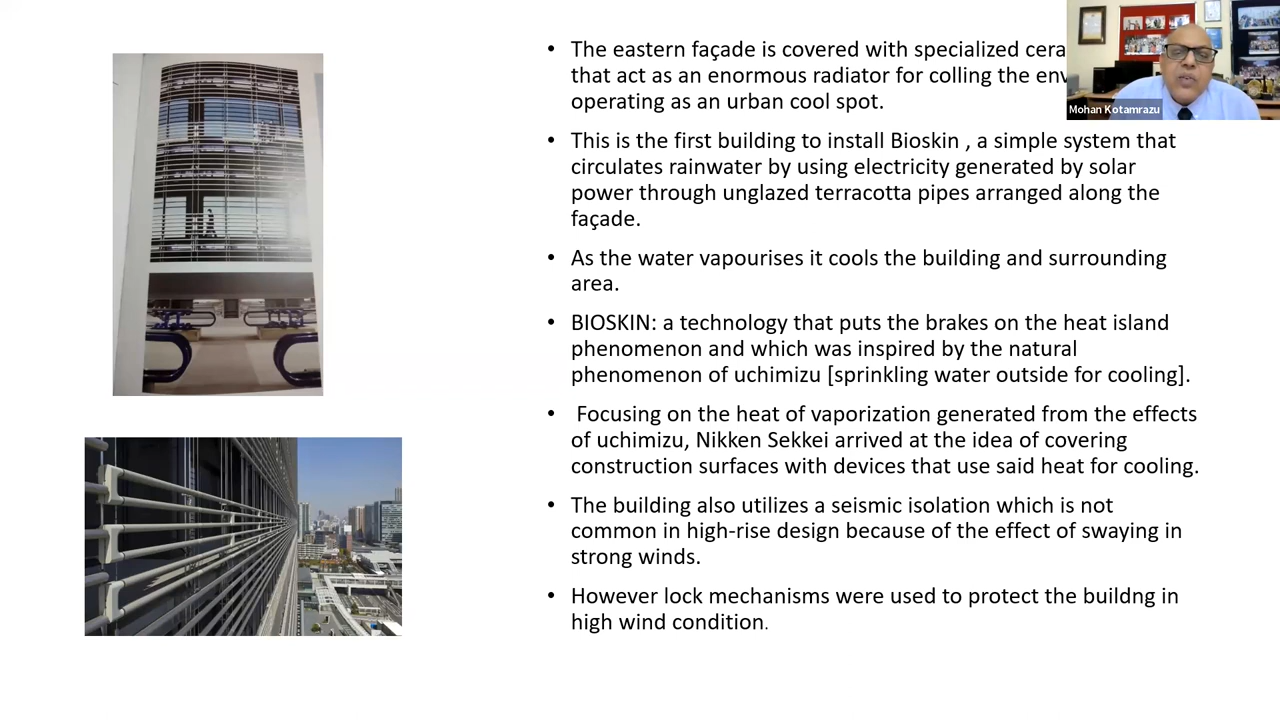 • The eastern façade is covered with specialized
that act as an enormous radiator for colling the
operating as an urban cool spot.
• This is the first building to install Bioskin , a simple system that
circulates rainwater by using electricity generated by solar
power through unglazed terracotta pipes arranged along the
façade.
• As the water vapourises it cools the building and surrounding
area.
• BIOSKIN: a technology that puts the brakes on the heat island
phenomenon and which was inspired by the natural
phenomenon of uchimizu [sprinkling water outside for cooling].
• Focusing on the heat of vaporization generated from the effects
of uchimizu, Nikken Sekkei arrived at the idea of covering
construction surfaces with devices that use said heat for cooling.
• The building also utilizes a seismic isolation which is not
common in high-rise design because of the effect of swaying in
strong winds.
• However lock mechanisms were used to protect the buildng in
high wind condition.
Mohan Kotamrazu